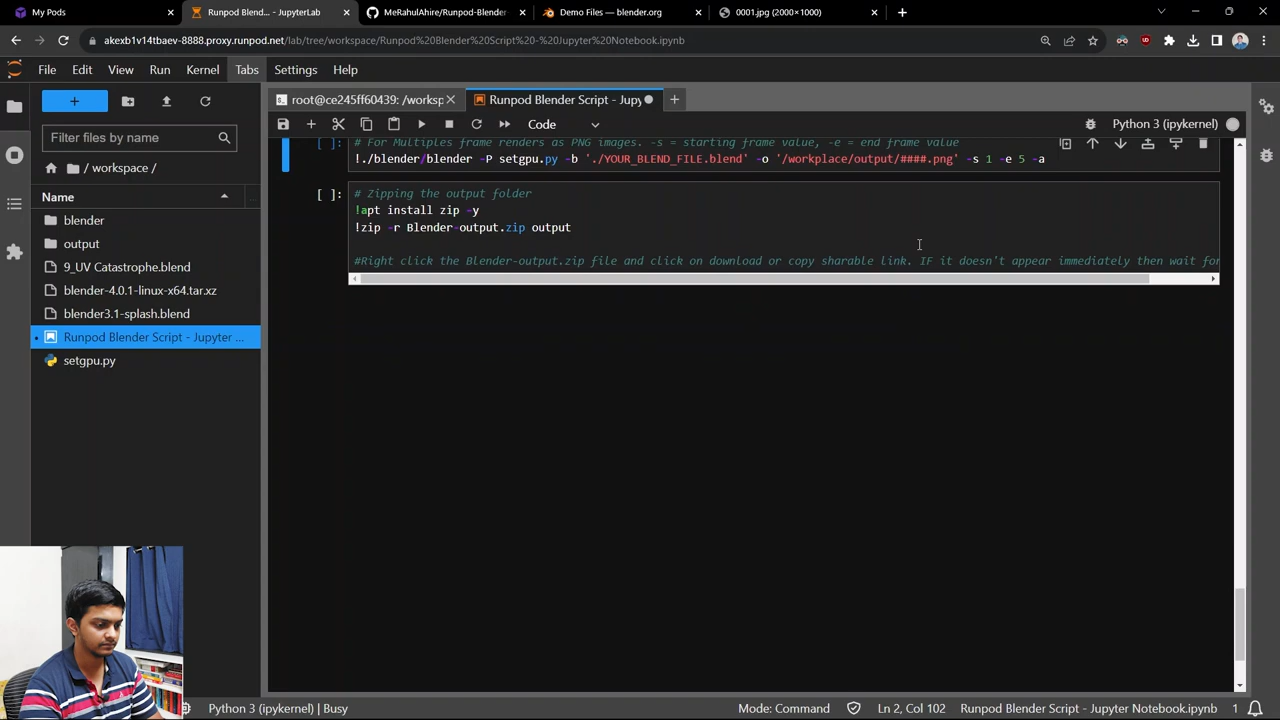 My Pods
Runpod Blend... - JupyterLab
MeRahulAhire/Runpod-Blender
Demo Files — blender.org
0001.jpg (2000×1000)
akexb1v14tbaev-8888.proxy.runpod.net/lab/tree/workspace/Runpod%20Blender%20Script%20-%20Jupyter%20Notebook.ipynb
File Edit View Run Kernel Tabs Settings Help
root@ce245ff60439: /worksp
Runpod Blender Script - Jupy
Code
Python 3 (ipykernel)
Filter files by name
/ workspace /
Name
blender
output
9_UV Catastrophe.blend
blender-4.0.1-linux-x64.tar.xz
blender3.1-splash.blend
Runpod Blender Script - Jupyter ...
setgpu.py
[ ]:
# For Multiples frame renders as PNG images. -s = starting frame value, -e = end frame value
!./blender/blender -P setgpu.py -b './YOUR_BLEND_FILE.blend' -o '/workplace/output/####.png' -s 1 -e 5 -a
[ ]:
# Zipping the output folder
!apt install zip -y
!zip -r Blender-output.zip output
#Right click the Blender-output.zip file and click on download or copy sharable link. IF it doesn't appear immediately then wait for
Python 3 (ipykernel) | Busy
Mode: Command
Ln 2, Col 102
Runpod Blender Script - Jupyter Notebook.ipynb
1